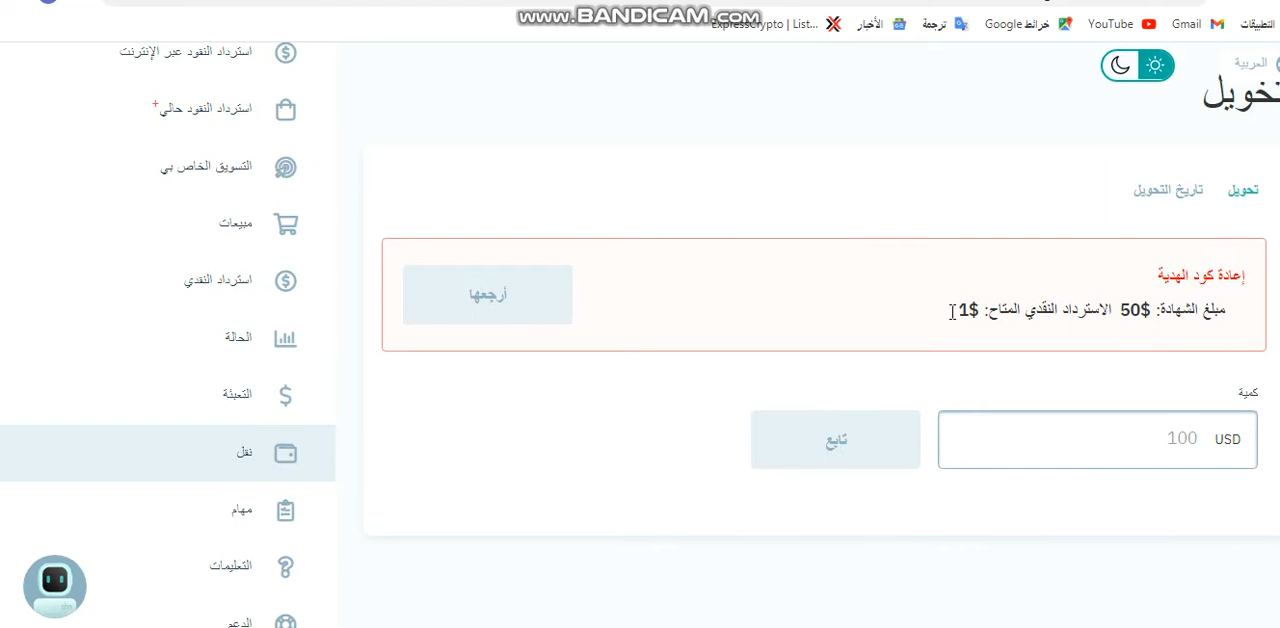 www.BANDICAM.com
التطبيقات Gmail YouTube خرائط Google ترجمة الأخبار ExpressCrypto | List...
العربية
تخويل
تحويل تاريخ التحويل
إعادة كود الهدية
مبلغ الشهادة: 50$ الاسترداد النقدي المتاح: 1$
أرجعها
كمية
USD 100
تابع
استرداد النقود عبر الإنترنت
استرداد النقود حالي+
التسويق الخاص بي
مبيعات
استرداد النقدي
الحالة
التعبئة
نقل
مهام
التعليمات
الدعم